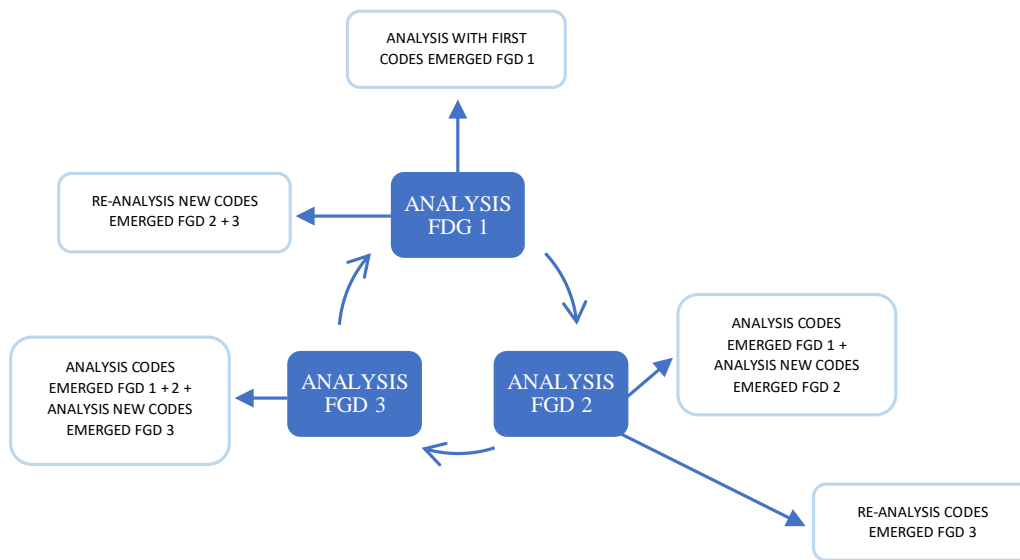 ANALYSIS WITH FIRST
CODES EMERGED FGD 1
RE-ANALYSIS NEW CODES
EMERGED FGD 2 + 3
ANALYSIS
FDG 1
ANALYSIS CODES
EMERGED FGD 1 +
ANALYSIS NEW CODES
EMERGED FGD 2
ANALYSIS CODES
EMERGED FGD 1 + 2 +
ANALYSIS NEW CODES
EMERGED FGD 3
ANALYSIS
FGD 3
ANALYSIS
FGD 2
RE-ANALYSIS CODES
EMERGED FGD 3